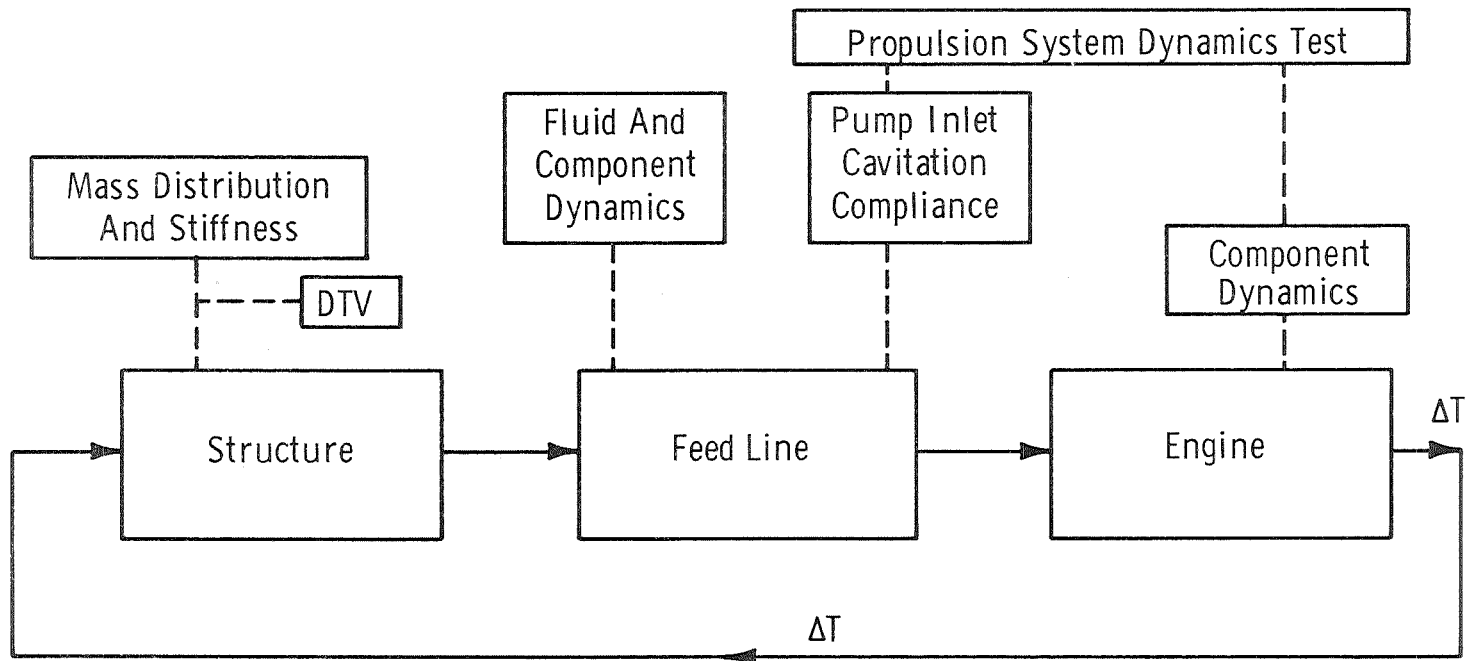 Propulsion System Dynamics Test
Fluid And
Component
Dynamics
Pump Inlet
Cavitation
Compliance
Mass Distribution
And Stiffness
DTV
Component
Dynamics
Structure
Feed Line
Engine
ΔT
ΔT